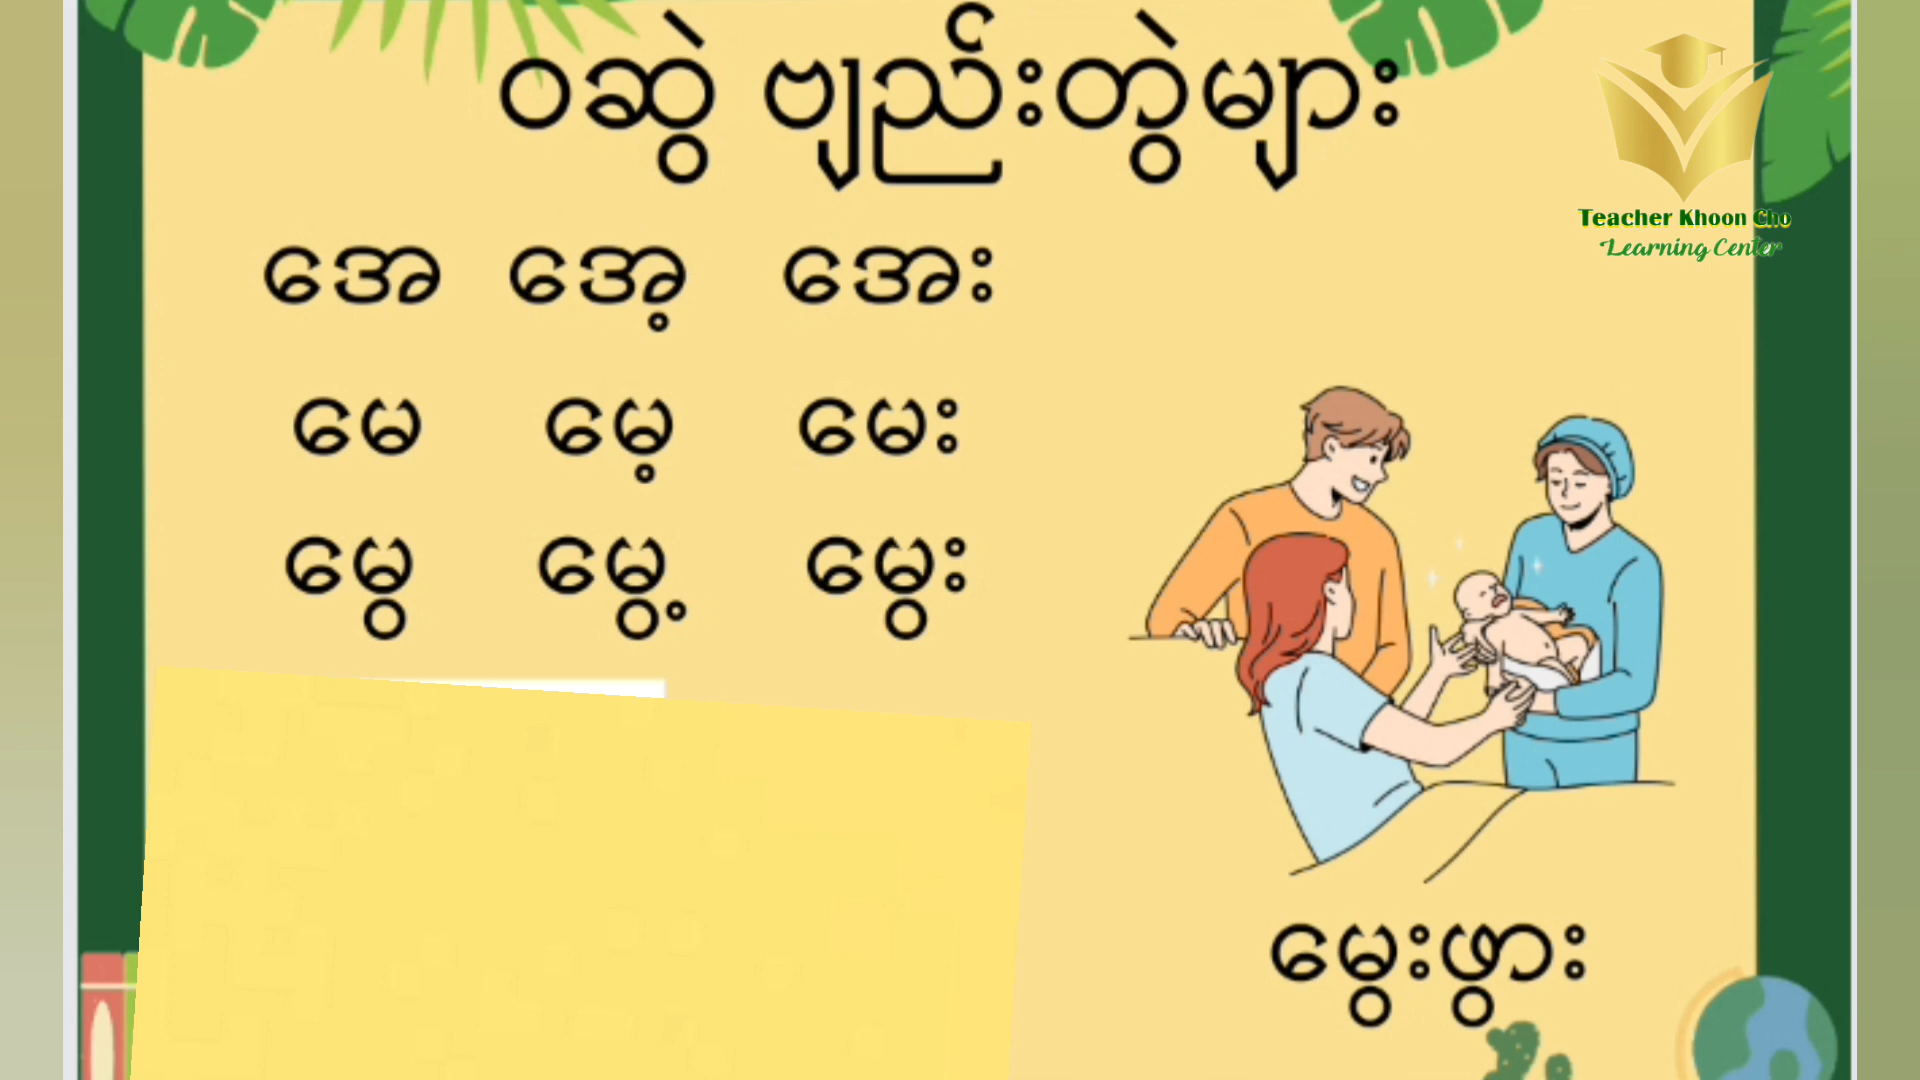 ဝဆွဲ ဗျည်းတွဲများ
Teacher Khoon Cho
Learning Center
အေ အေ့ အေး
မေ မေ့ မေး
မွေ မွေ့ မွေး
မွေးဖွား